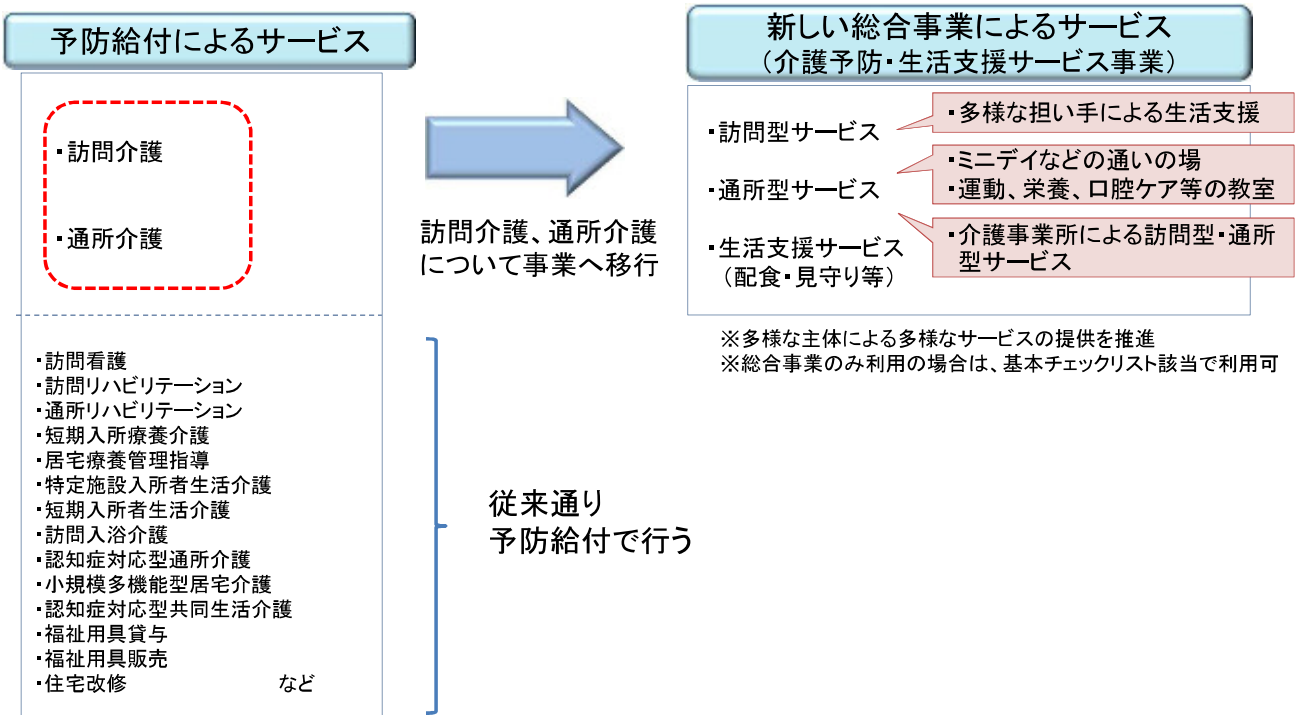 予防給付によるサービス
・訪問介護
・通所介護
訪問介護、通所介護
について事業へ移行
新しい総合事業によるサービス
(介護予防・生活支援サービス事業)
・訪問型サービス
・多様な担い手による生活支援
・通所型サービス
・ミニデイなどの通いの場
・運動、栄養、口腔ケア等の教室
・生活支援サービス
(配食・見守り等)
・介護事業所による訪問型・通所
型サービス
※多様な主体による多様なサービスの提供を推進
※総合事業のみ利用の場合は、基本チェックリスト該当で利用可
・訪問看護
・訪問リハビリテーション
・通所リハビリテーション
・短期入所療養介護
・居宅療養管理指導
・特定施設入所者生活介護
・短期入所者生活介護
・訪問入浴介護
・認知症対応型通所介護
・小規模多機能型居宅介護
・認知症対応型共同生活介護
・福祉用具貸与
・福祉用具販売
・住宅改修 など
従来通り
予防給付で行う